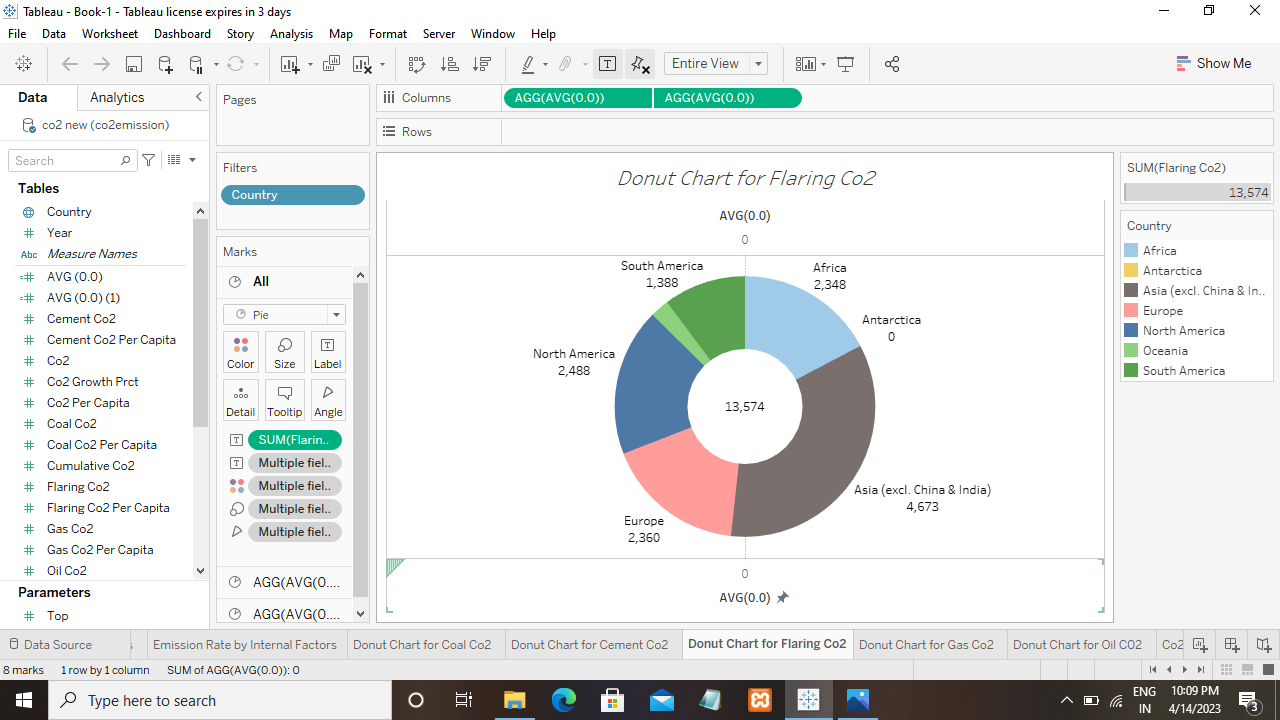 Tableau - Book-1 - Tableau license expires in 3 days
File Data Worksheet Dashboard Story Analysis Map Format Server Window Help
Entire View
Show Me
Data Analytics
co2 new (co2emission)
Search
Tables
Country
Year
Abc Measure Names
AVG (0.0)
AVG (0.0) (1)
Cement Co2
Cement Co2 Per Capita
Co2
Co2 Growth Prct
Co2 Per Capita
Coal Co2
Coal Co2 Per Capita
Cumulative Co2
Flaring Co2
Flaring Co2 Per Capita
Gas Co2
Gas Co2 Per Capita
Oil Co2
Parameters
Top
Pages
Filters
Country
Marks
All
Pie
Color Size Label
Detail Tooltip Angle
SUM(Flarin..
Multiple fiel..
Multiple fiel..
Multiple fiel..
Multiple fiel..
AGG(AVG(0....
AGG(AVG(0....
Columns AGG(AVG(0.0)) AGG(AVG(0.0))
Rows
Donut Chart for Flaring Co2
AVG(0.0)
0
South America
1,388
Africa
2,348
Antarctica
0
North America
2,488
13,574
Asia (excl. China & India)
4,673
Europe
2,360
0
AVG(0.0)
SUM(Flaring Co2)
13,574
Country
Africa
Antarctica
Asia (excl. China & In..
Europe
North America
Oceania
South America
Data Source Emission Rate by Internal Factors Donut Chart for Coal Co2 Donut Chart for Cement Co2 Donut Chart for Flaring Co2 Donut Chart for Gas Co2 Donut Chart for Oil C02 Co2
8 marks 1 row by 1 column SUM of AGG(AVG(0.0)): 0
Type here to search
ENG
IN
10:09 PM
4/14/2023
3